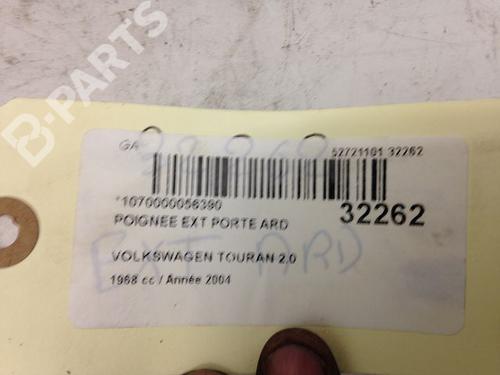 B-PARTS
GA
52721101 32262
*1070000056390
32262
POIGNEE EXT PORTE ARD
VOLKSWAGEN TOURAN 2,0
EXT ARD
1968 cc / Année 2004